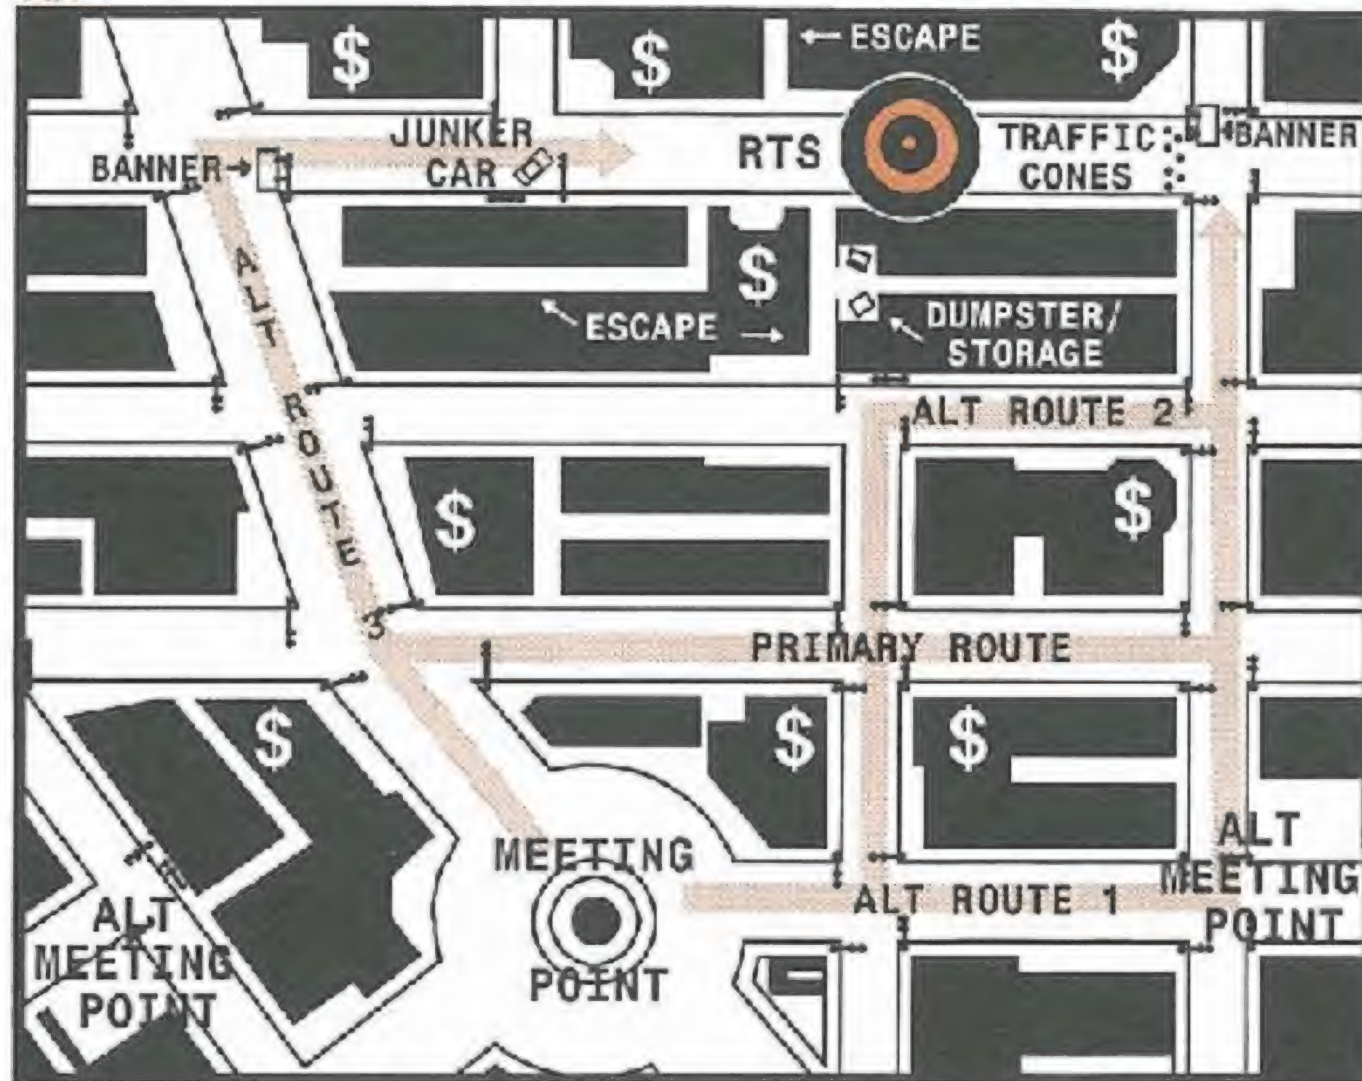 $
$
← ESCAPE
$
JUNKER
CAR
BANNER→
RTS
TRAFFIC
CONES
BANNER
ALT ROUTE 3
$
← ESCAPE →
DUMPSTER/
STORAGE
ALT ROUTE 2
$
$
PRIMARY ROUTE
$
$
$
MEETING
POINT
ALT ROUTE 1
ALT
MEETING
POINT
ALT
MEETING
POINT